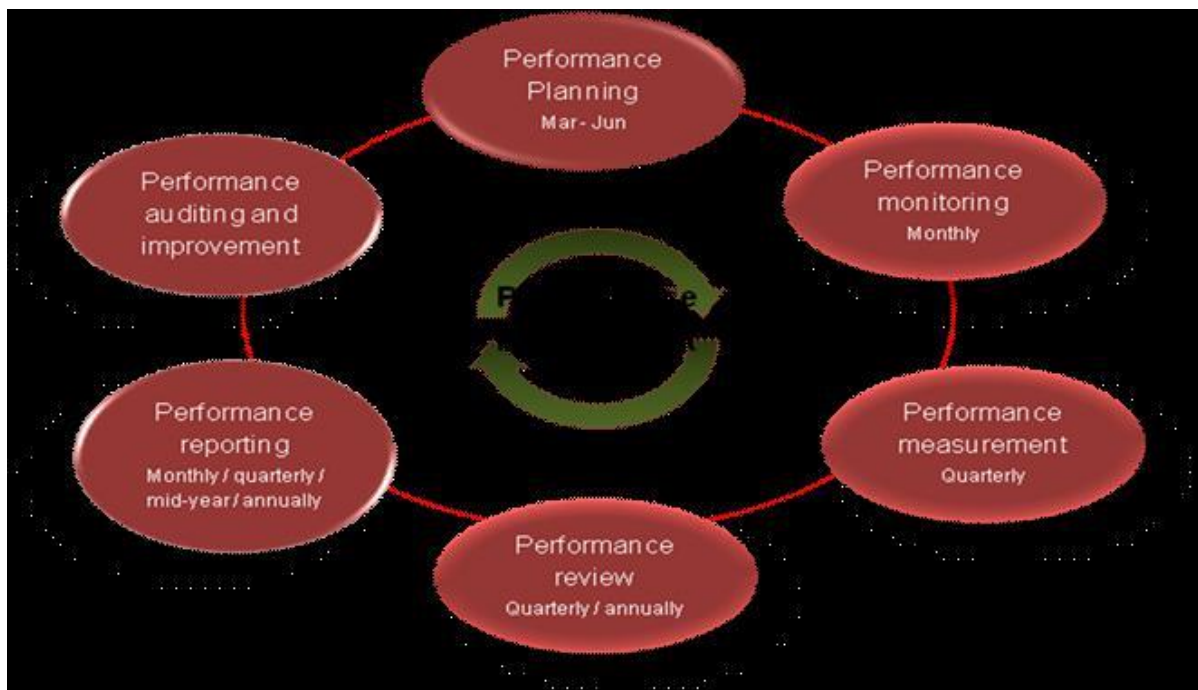 Performance
Planning
Mar- Jun
Performance
monitoring
Monthly
Performance
measurement
Quarterly
Performance
review
Quarterly / annually
Performance
reporting
Monthly / quarterly /
mid-year / annually
Performance
auditing and
improvement